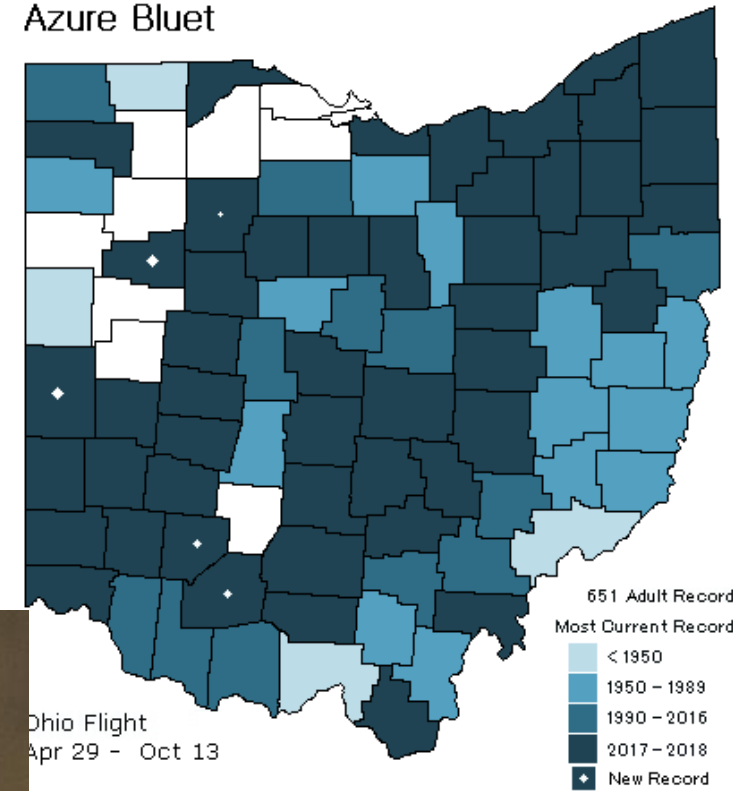 Azure Bluet
651 Adult Record
Most Current Record
< 1950
1950 - 1989
1990 - 2016
2017 - 2018
New Record
Ohio Flight
Apr 29 - Oct 13